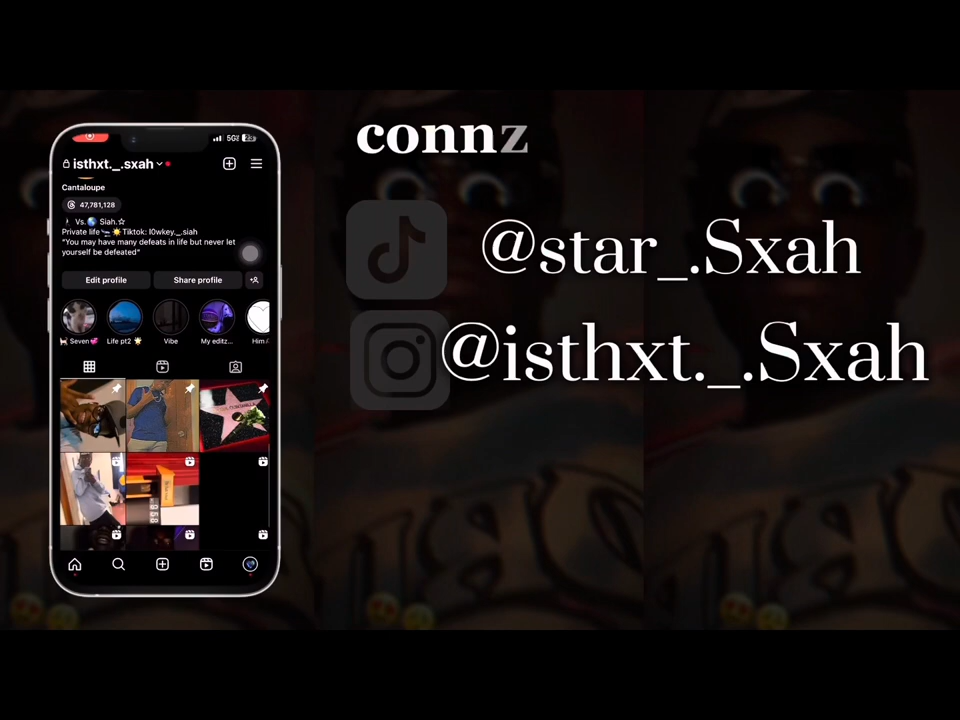 connz
@star_.Sxah
@isthxt._.Sxah
5G
isthxt._.sxah
Cantaloupe
47,781,128
Vs.🌎 Siah.☆
Private life 🌟Tiktok: l0wkey._.siah
"You may have many defeats in life but never let
yourself be defeated"
Edit profile Share profile
Seven💞 Life pt2 🌟 Vibe My editz... Him